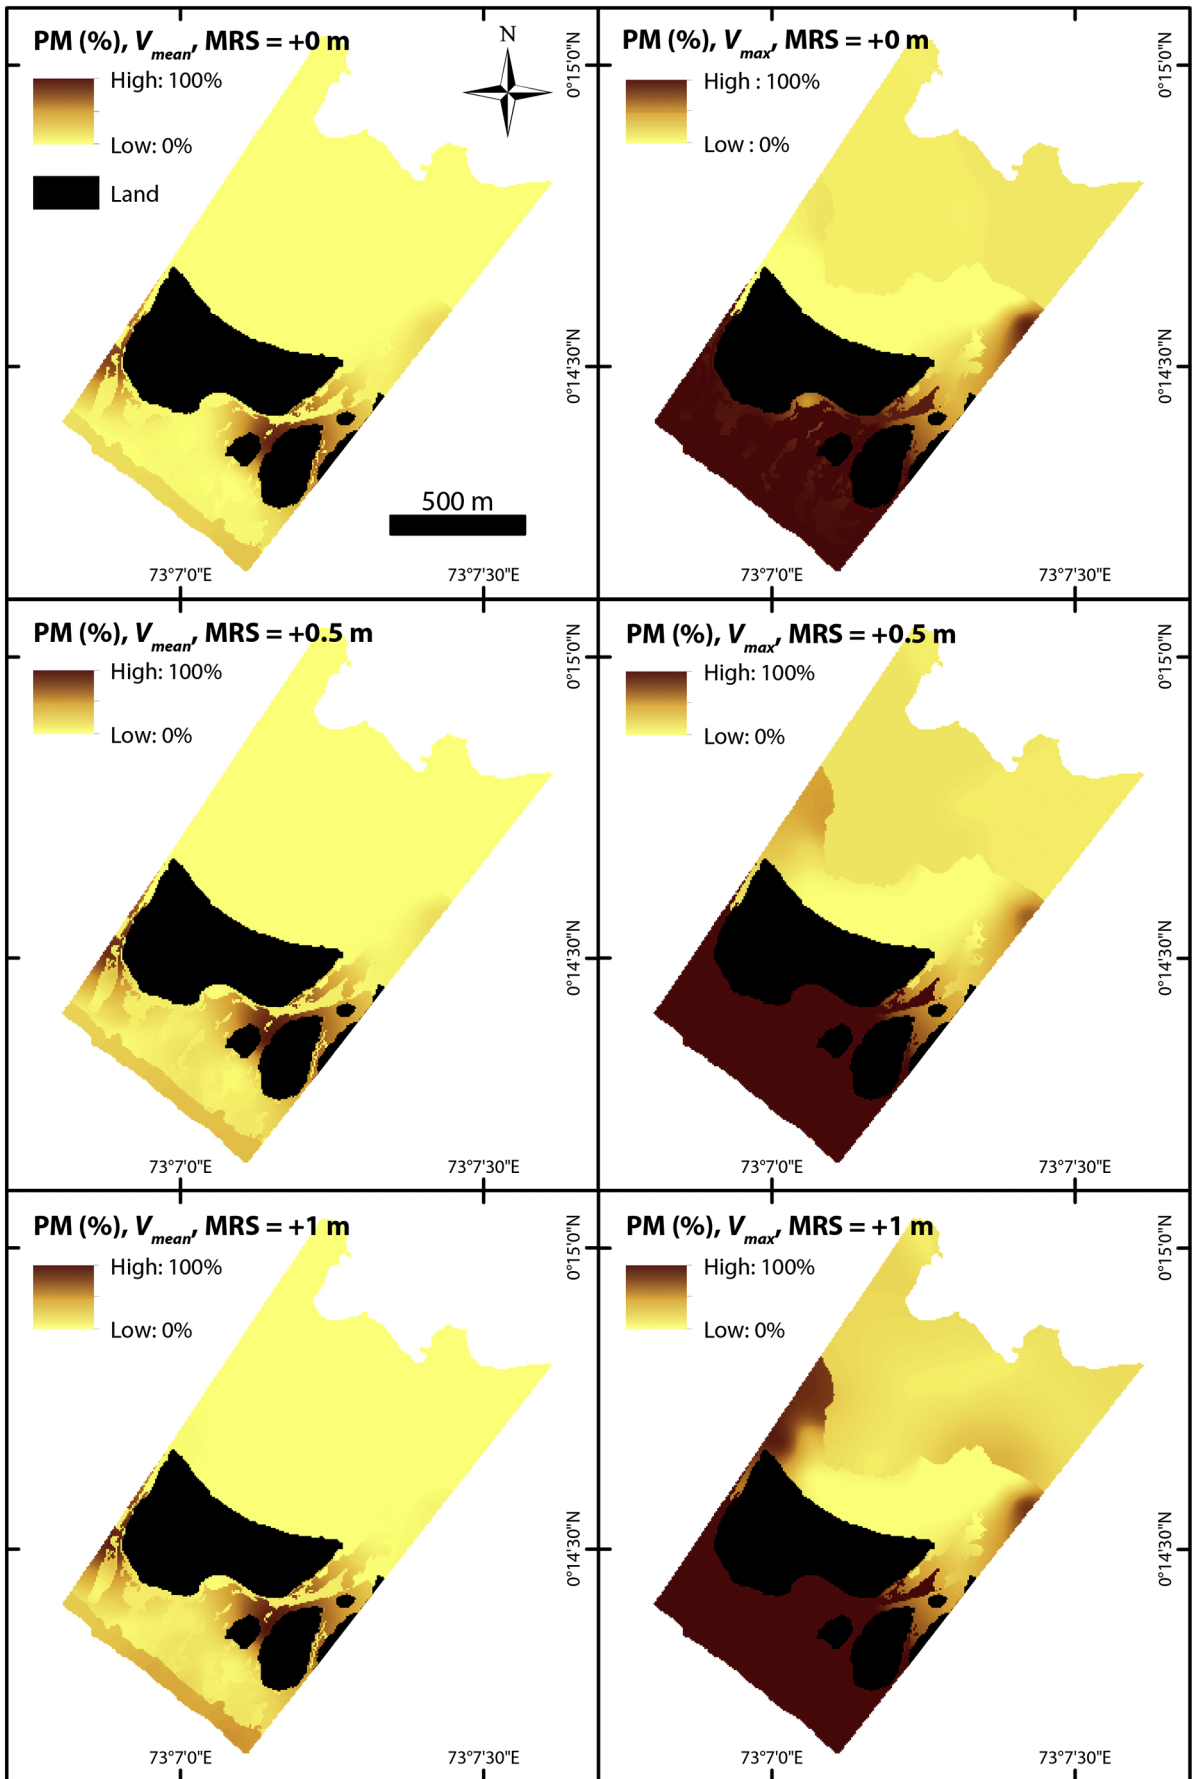 PM (%), Vmean, MRS = +0 m
High: 100%
Low: 0%
Land
N
0°15'0"N
0°14'30"N
500 m
73°7'0"E
73°7'30"E
PM (%), Vmax, MRS = +0 m
High : 100%
Low : 0%
0°15'0"N
0°14'30"N
73°7'0"E
73°7'30"E
PM (%), Vmean, MRS = +0.5 m
High: 100%
Low: 0%
0°15'0"N
0°14'30"N
73°7'0"E
73°7'30"E
PM (%), Vmax, MRS = +0.5 m
High: 100%
Low: 0%
0°15'0"N
0°14'30"N
73°7'0"E
73°7'30"E
PM (%), Vmean, MRS = +1 m
High: 100%
Low: 0%
0°15'0"N
0°14'30"N
73°7'0"E
73°7'30"E
PM (%), Vmax, MRS = +1 m
High: 100%
Low: 0%
0°15'0"N
0°14'30"N
73°7'0"E
73°7'30"E